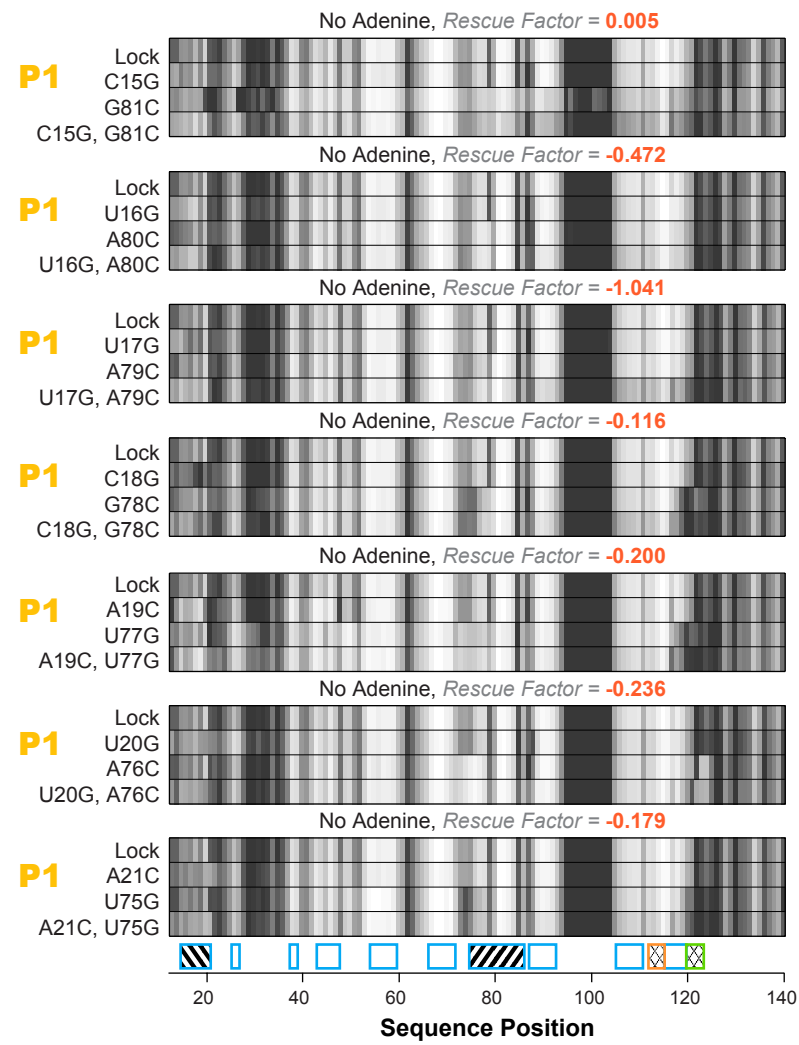 No Adenine, Rescue Factor = 0.005
P1
Lock
C15G
G81C
C15G, G81C
No Adenine, Rescue Factor = -0.472
P1
Lock
U16G
A80C
U16G, A80C
No Adenine, Rescue Factor = -1.041
P1
Lock
U17G
A79C
U17G, A79C
No Adenine, Rescue Factor = -0.116
P1
Lock
C18G
G78C
C18G, G78C
No Adenine, Rescue Factor = -0.200
P1
Lock
A19C
U77G
A19C, U77G
No Adenine, Rescue Factor = -0.236
P1
Lock
U20G
A76C
U20G, A76C
No Adenine, Rescue Factor = -0.179
P1
Lock
A21C
U75G
A21C, U75G
20 40 60 80 100 120 140
Sequence Position